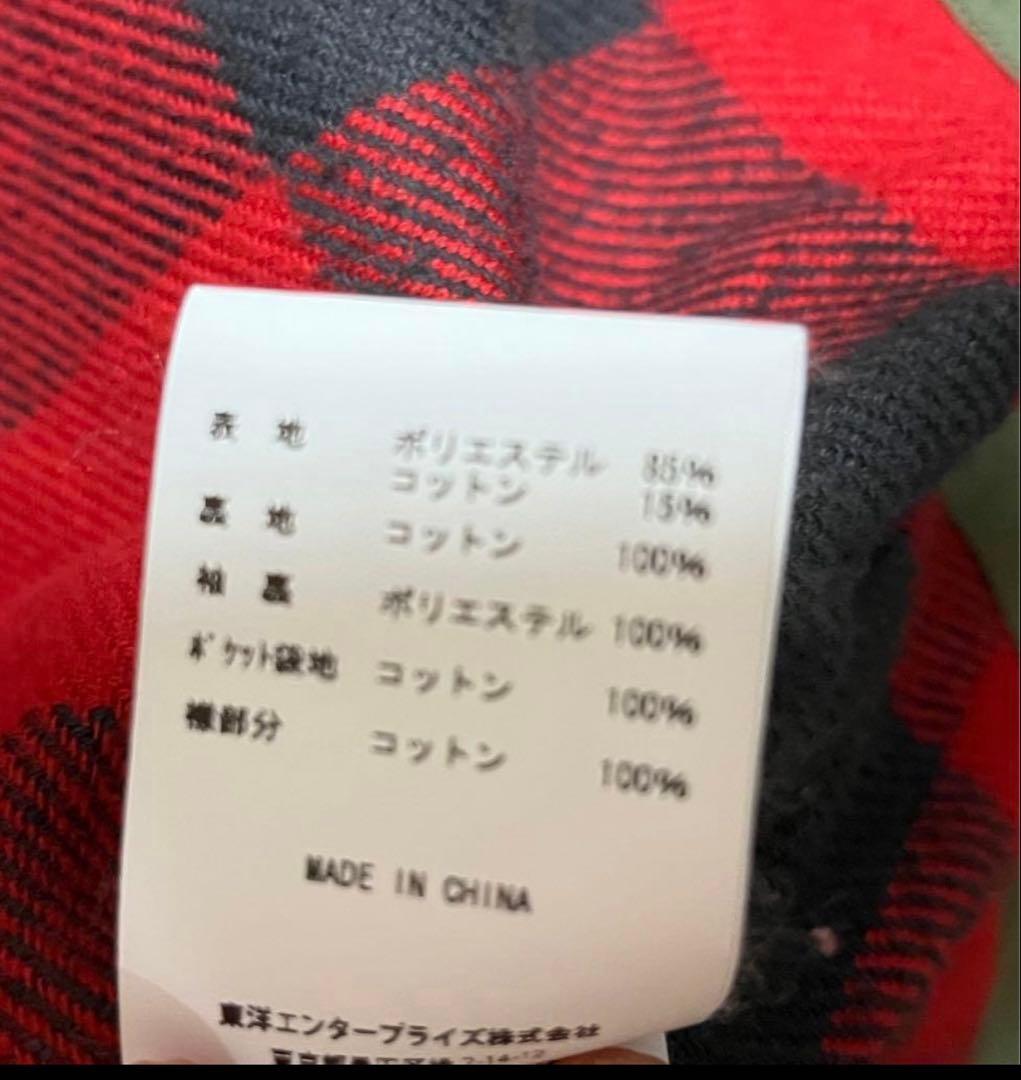 表 地 ポリエステル 85%
コットン 15%
裏 地 コットン 100%
袖 裏 ポリエステル 100%
ポケット袋地 コットン 100%
襟部分 コットン 100%
MADE IN CHINA
東洋エンタープライズ株式会社
2-14-12